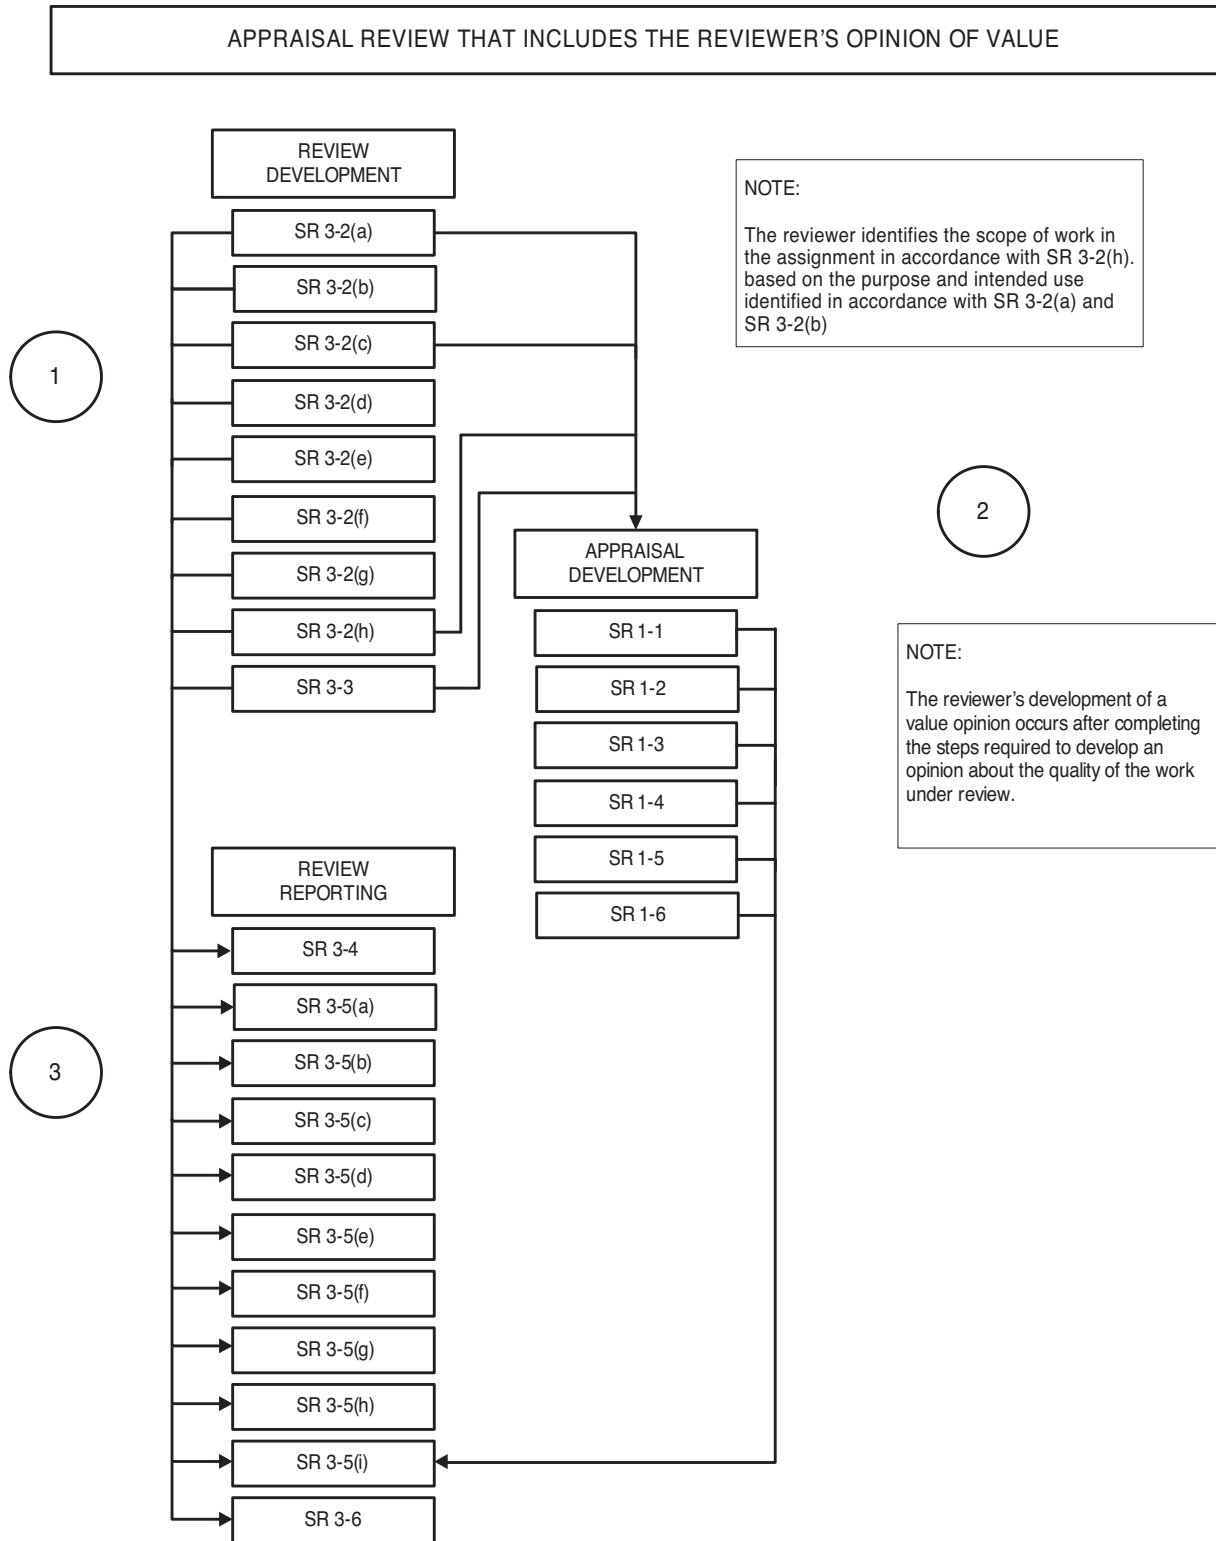 APPRAISAL REVIEW THAT INCLUDES THE REVIEWER’S OPINION OF VALUE
REVIEW
DEVELOPMENT
SR 3-2(a)
SR 3-2(b)
SR 3-2(c)
SR 3-2(d)
SR 3-2(e)
SR 3-2(f)
SR 3-2(g)
SR 3-2(h)
SR 3-3
1
NOTE:
The reviewer identifies the scope of work in
the assignment in accordance with SR 3-2(h).
based on the purpose and intended use
identified in accordance with SR 3-2(a) and
SR 3-2(b)
2
APPRAISAL
DEVELOPMENT
SR 1-1
SR 1-2
SR 1-3
SR 1-4
SR 1-5
SR 1-6
NOTE:
The reviewer’s development of a
value opinion occurs after completing
the steps required to develop an
opinion about the quality of the work
under review.
REVIEW
REPORTING
SR 3-4
SR 3-5(a)
SR 3-5(b)
SR 3-5(c)
SR 3-5(d)
SR 3-5(e)
SR 3-5(f)
SR 3-5(g)
SR 3-5(h)
SR 3-5(i)
SR 3-6
3